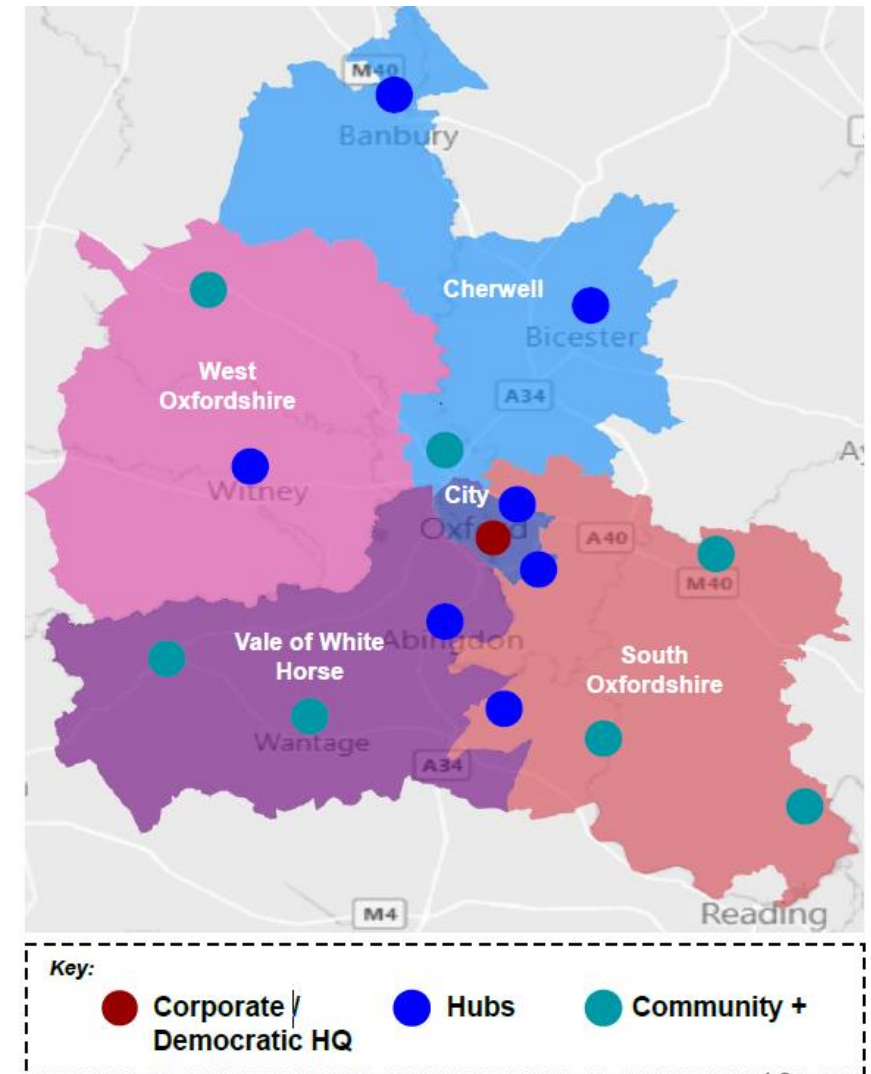 M40
Banbury
Cherwell
Bicester
West
Oxfordshire
A34
Witney
City
Oxford
A40
M40
Vale of White
Horse
Abingdon
South
Oxfordshire
Wantage
A34
M4
Reading
Key:
Corporate /
Democratic HQ
Hubs
Community +